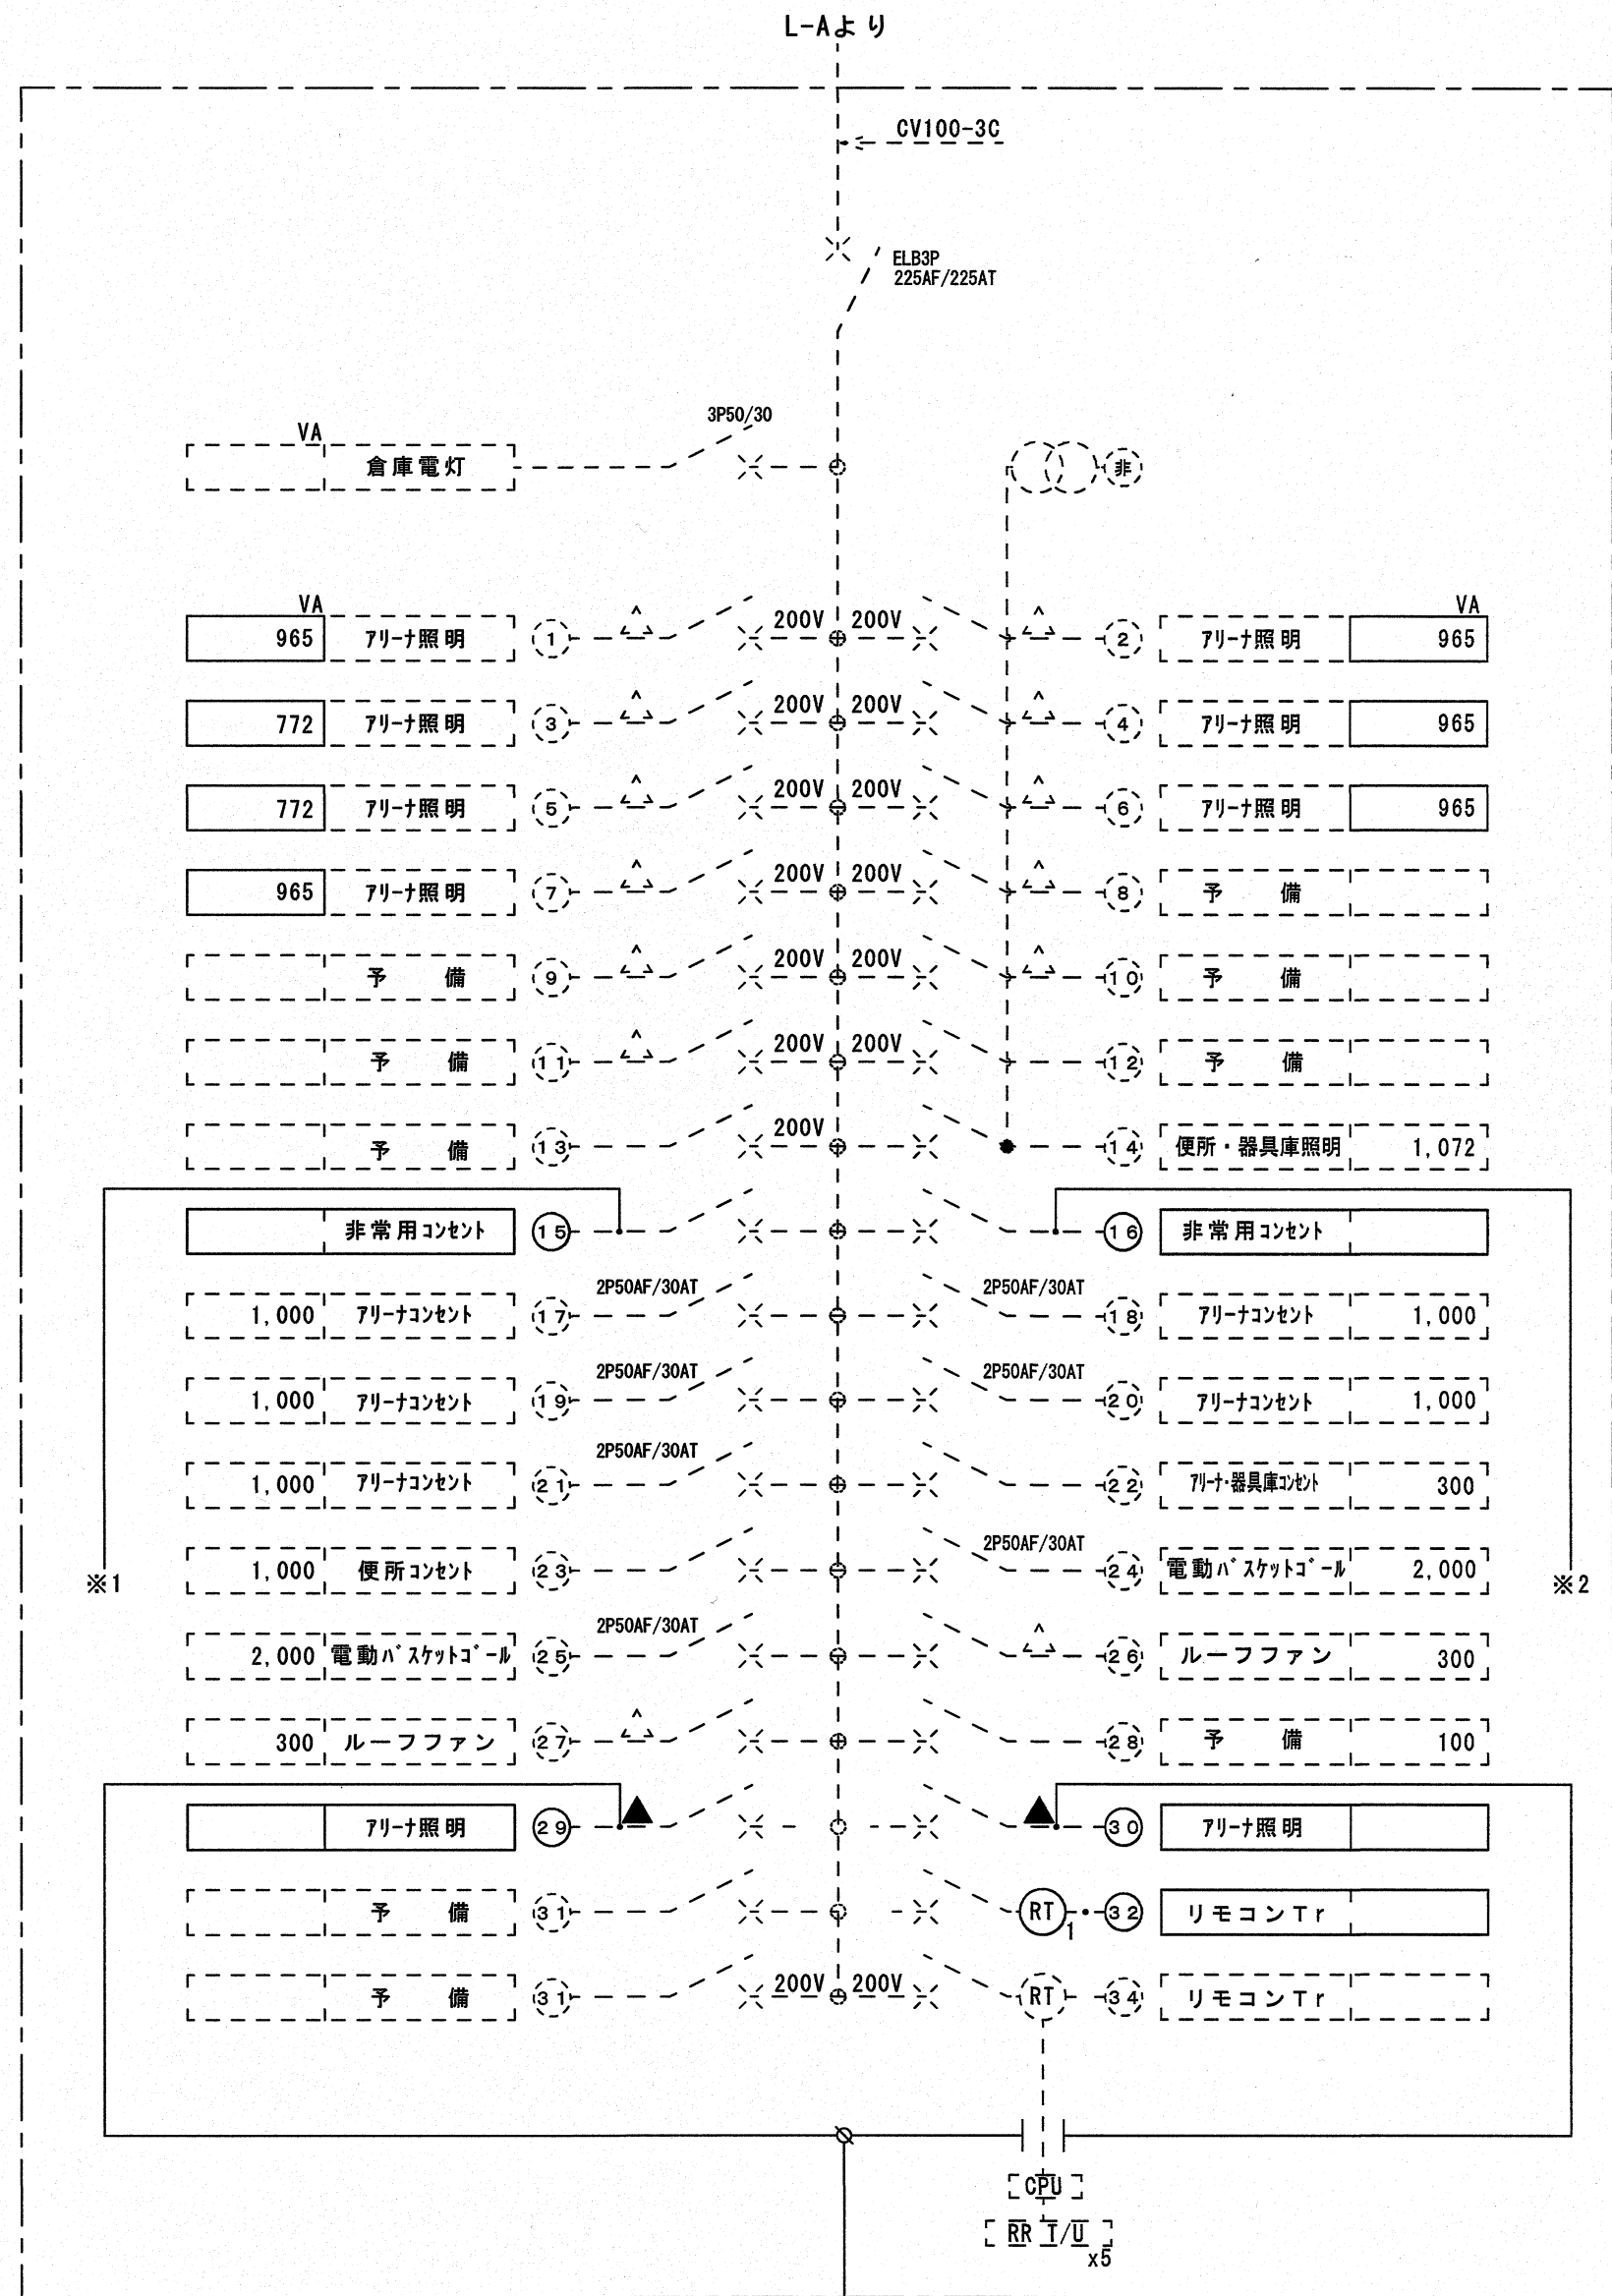 L-Aより
CV100-3C
ELB3P
225AF/225AT
3P50/30
VA
倉庫電灯
非
VA
VA
965 アリーナ照明 1 200V 200V 2 アリーナ照明 965
772 アリーナ照明 3 200V 200V 4 アリーナ照明 965
772 アリーナ照明 5 200V 200V 6 アリーナ照明 965
965 アリーナ照明 7 200V 200V 8 予備
予備 9 200V 200V 10 予備
予備 11 200V 200V 12 予備
予備 13 200V 14 便所・器具庫照明 1,072
非常用コンセント 15 16 非常用コンセント
2P50AF/30AT 2P50AF/30AT
1,000 アリーナコンセント 17 18 アリーナコンセント 1,000
2P50AF/30AT 2P50AF/30AT
1,000 アリーナコンセント 19 20 アリーナコンセント 1,000
2P50AF/30AT
1,000 アリーナコンセント 21 22 アリーナ・器具庫コンセント 300
2P50AF/30AT
※1 1,000 便所コンセント 23 24 電動バスケットゴール 2,000 ※2
2P50AF/30AT
2,000 電動バスケットゴール 25 26 ルーフファン 300
300 ルーフファン 27 28 予備 100
アリーナ照明 29 30 アリーナ照明
予備 31 RT 1 32 リモコンTr
予備 31 200V 200V RT 34 リモコンTr
CPU
RR T/U
x5